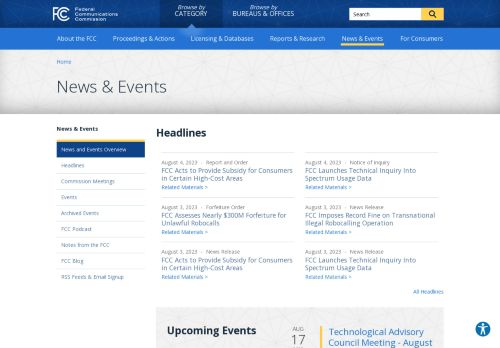 FCC Federal Communications Commission
Browse by CATEGORY
Browse by BUREAUS & OFFICES
Search
About the FCC
Proceedings & Actions
Licensing & Databases
Reports & Research
News & Events
For Consumers
Home
News & Events
News & Events
News and Events Overview
Headlines
Commission Meetings
Events
Archived Events
FCC Podcast
Notes from the FCC
FCC Blog
RSS Feeds & Email Signup
Headlines
August 4, 2023 - Report and Order
FCC Acts to Provide Subsidy for Consumers
in Certain High-Cost Areas
Related Materials >
August 4, 2023 - Notice of Inquiry
FCC Launches Technical Inquiry Into
Spectrum Usage Data
Related Materials >
August 3, 2023 - Forfeiture Order
FCC Assesses Nearly $300M Forfeiture for
Unlawful Robocalls
Related Materials >
August 3, 2023 - News Release
FCC Imposes Record Fine on Transnational
Illegal Robocalling Operation
Related Materials >
August 3, 2023 - News Release
FCC Acts to Provide Subsidy for Consumers
in Certain High-Cost Areas
Related Materials >
August 3, 2023 - News Release
FCC Launches Technical Inquiry Into
Spectrum Usage Data
Related Materials >
All Headlines
Upcoming Events
AUG
17
Technological Advisory
Council Meeting - August